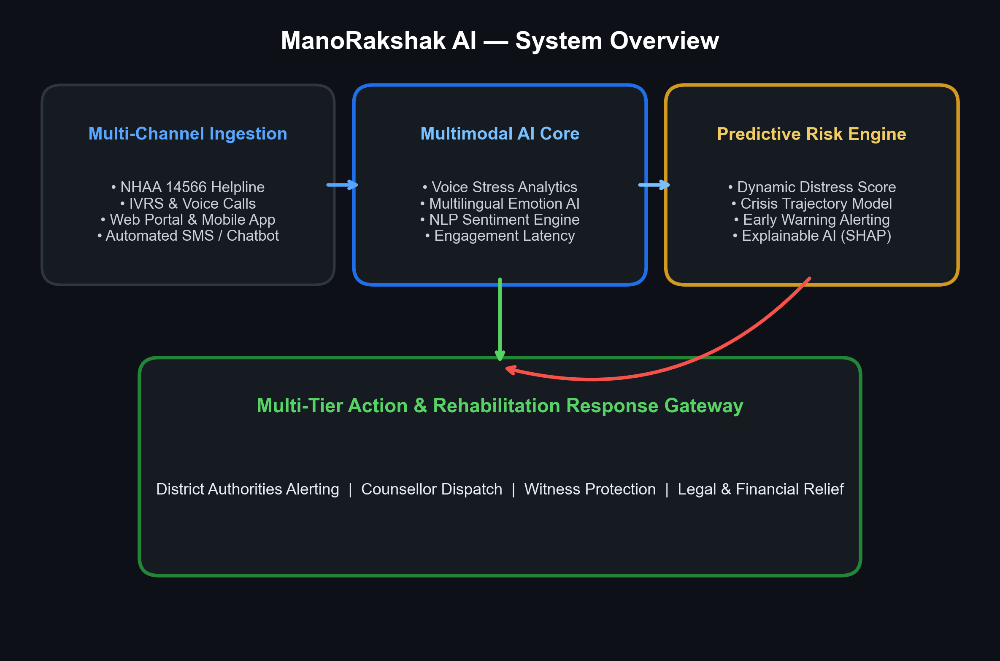 ManoRakshak AI — System Overview
Multi-Channel Ingestion
• NHAA 14566 Helpline
• IVRS & Voice Calls
• Web Portal & Mobile App
• Automated SMS / Chatbot
Multimodal AI Core
• Voice Stress Analytics
• Multilingual Emotion AI
• NLP Sentiment Engine
• Engagement Latency
Predictive Risk Engine
• Dynamic Distress Score
• Crisis Trajectory Model
• Early Warning Alerting
• Explainable AI (SHAP)
Multi-Tier Action & Rehabilitation Response Gateway
District Authorities Alerting | Counsellor Dispatch | Witness Protection | Legal & Financial Relief